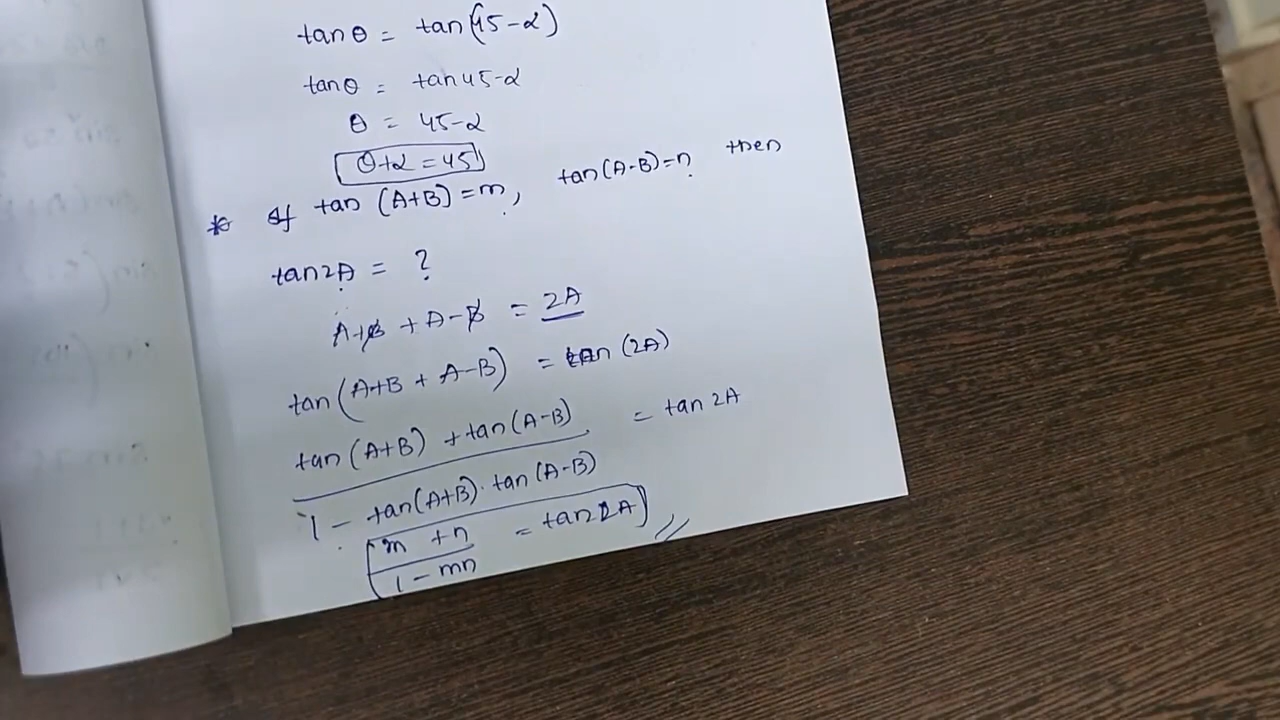 tanθ = tan(45-α)
tanθ = tan45-α
θ = 45-α
θ+α = 45
* If tan (A+B) = m, tan(A-B)=n then
tan2A = ?
A+B + A-B = 2A
tan(A+B + A-B) = tan (2A)
tan(A+B) + tan(A-B) = tan 2A
1 - tan(A+B). tan(A-B)
m + n = tan2A //
1 - mn